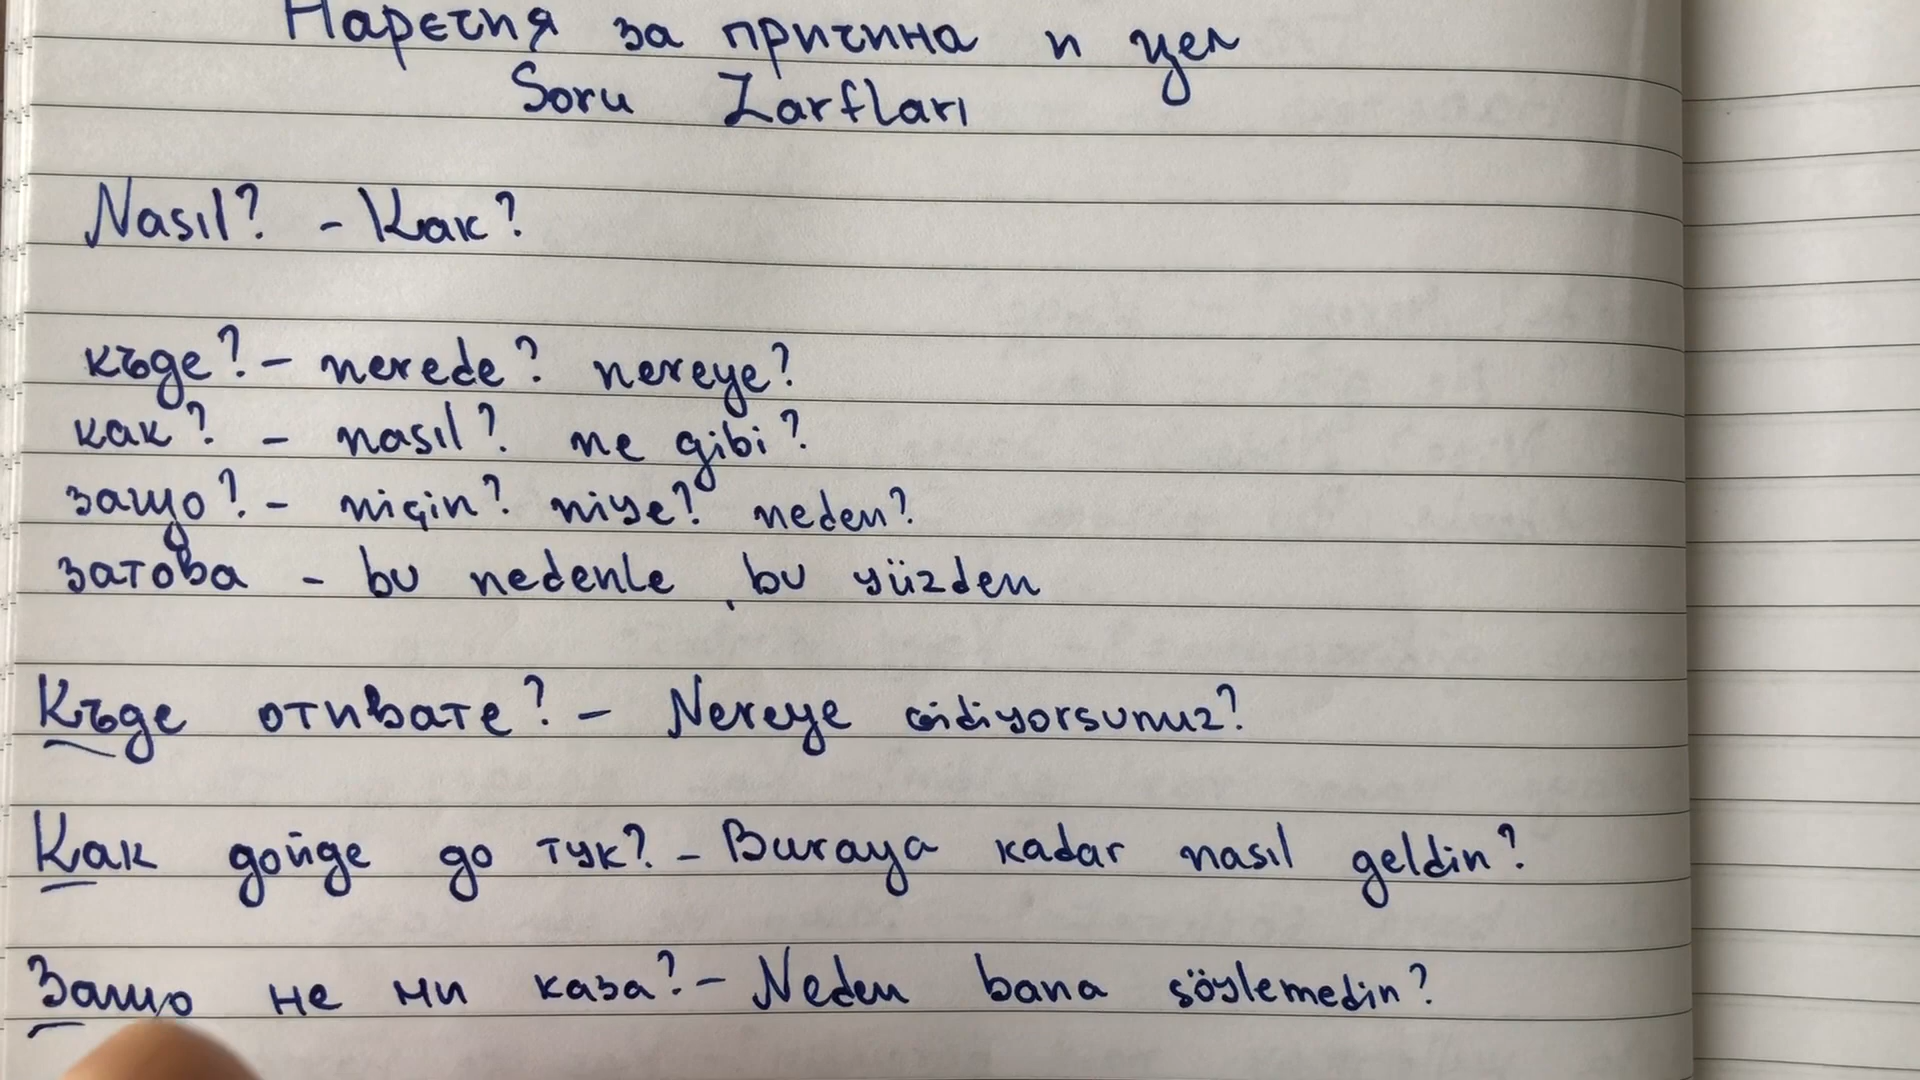 Наречия за причина и цел
Soru Zarfları
Nasıl? - Как?
къде? - nerede? nereye?
как? - nasıl? ne gibi?
защо? - niçin? niye? neden?
затова - bu nedenle, bu yüzden
Къде отивате? - Nereye gidiyorsunuz?
Как дойде до тук? - Buraya kadar nasıl geldin?
Защо не ми каза? - Neden bana söylemedin?